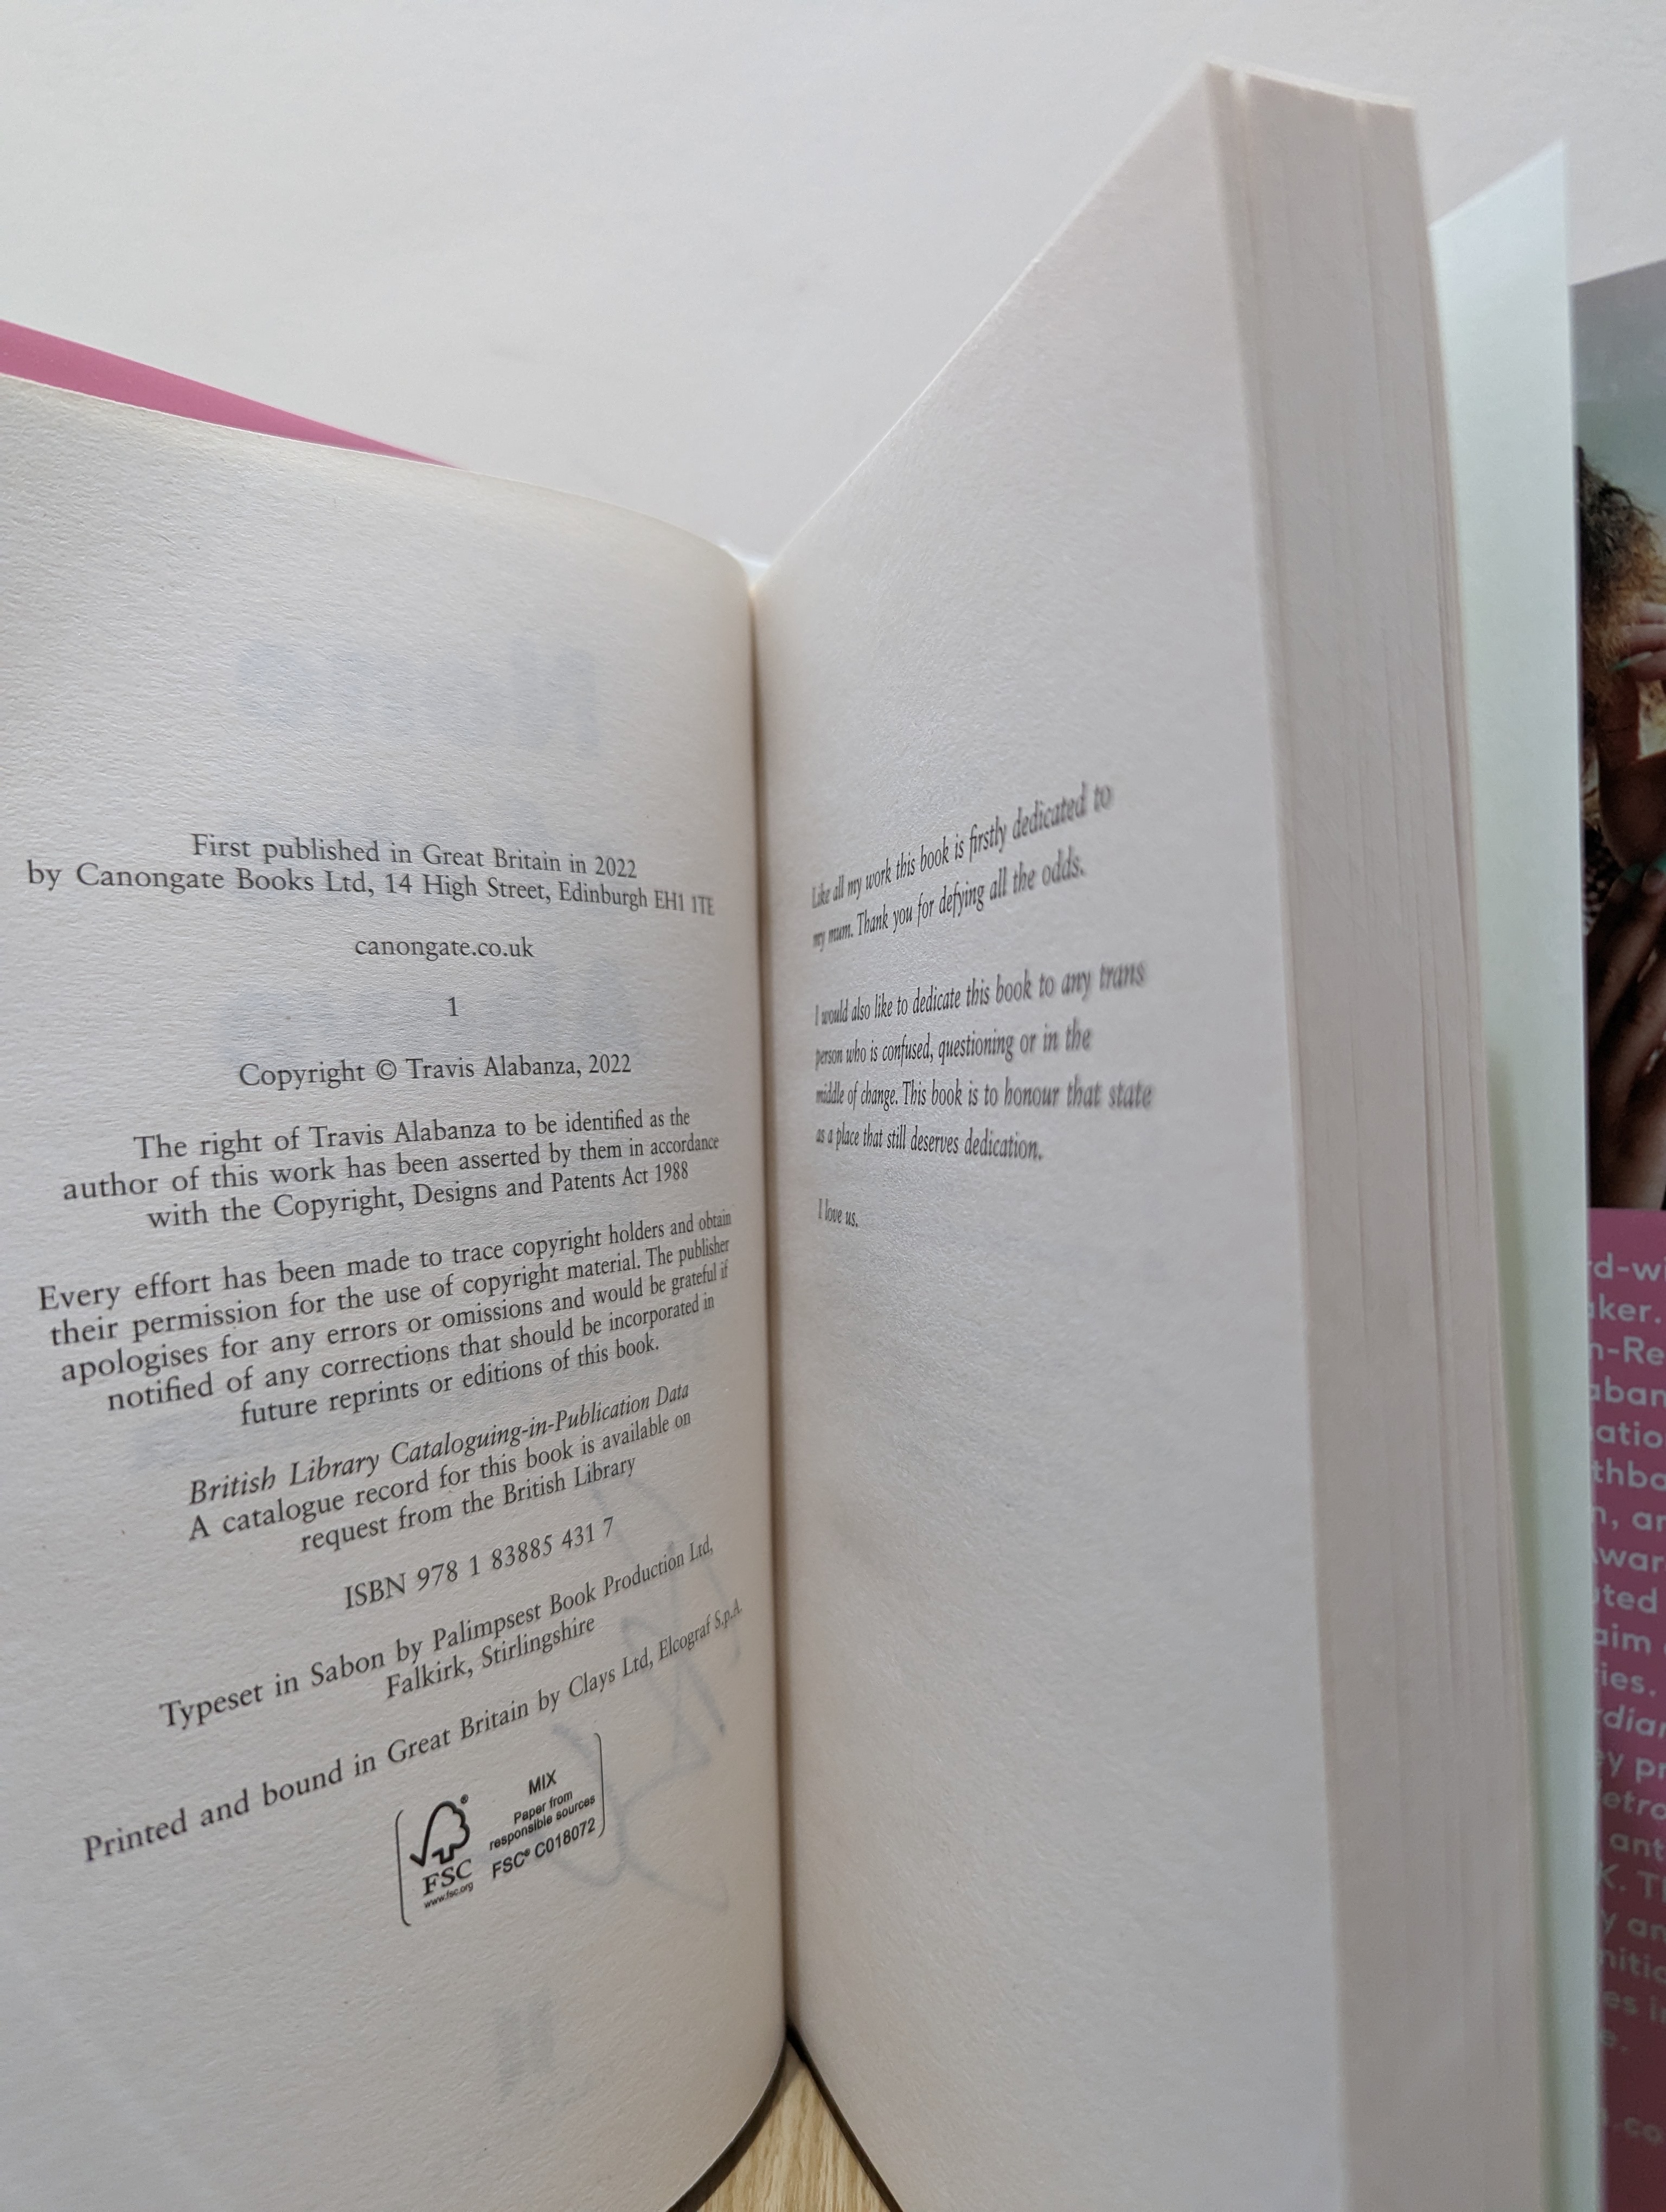 First published in Great Britain in 2022
by Canongate Books Ltd, 14 High Street, Edinburgh EH1 1TE
canongate.co.uk
1
Copyright © Travis Alabanza, 2022
The right of Travis Alabanza to be identified as the
author of this work has been asserted by them in accordance
with the Copyright, Designs and Patents Act 1988
Every effort has been made to trace copyright holders and obtain
their permission for the use of copyright material. The publisher
apologises for any errors or omissions and would be grateful if
notified of any corrections that should be incorporated in
future reprints or editions of this book.
British Library Cataloguing-in-Publication Data
A catalogue record for this book is available on
request from the British Library
ISBN 978 1 83885 431 7
Typeset in Sabon by Palimpsest Book Production Ltd,
Falkirk, Stirlingshire
Printed and bound in Great Britain by Clays Ltd, Elcograf S.p.A.
FSC®
www.fsc.org
MIX
Paper from
responsible sources
FSC® C018072
Like all my work this book is firstly dedicated to
my mum. Thank you for defying all the odds.
I would also like to dedicate this book to any trans
person who is confused, questioning or in the
middle of change. This book is to honour that state
as a place that still deserves dedication.
I love us.